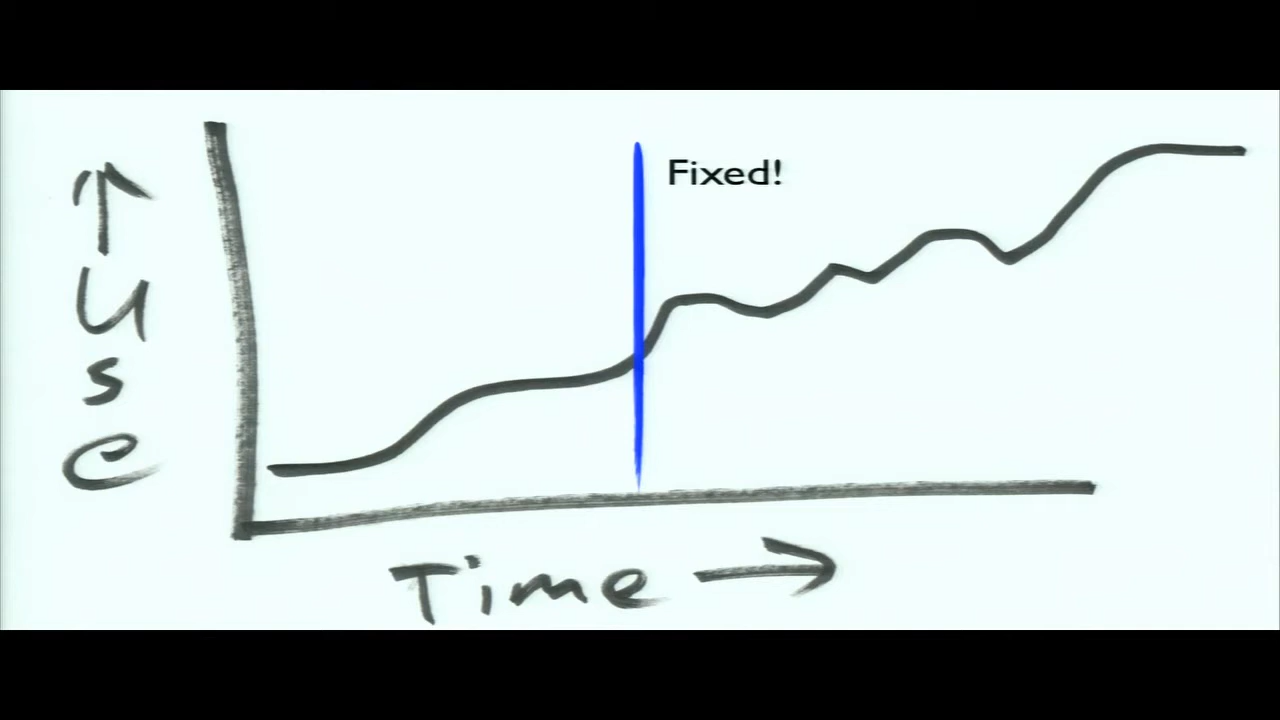 ↑ Use
Fixed!
Time →